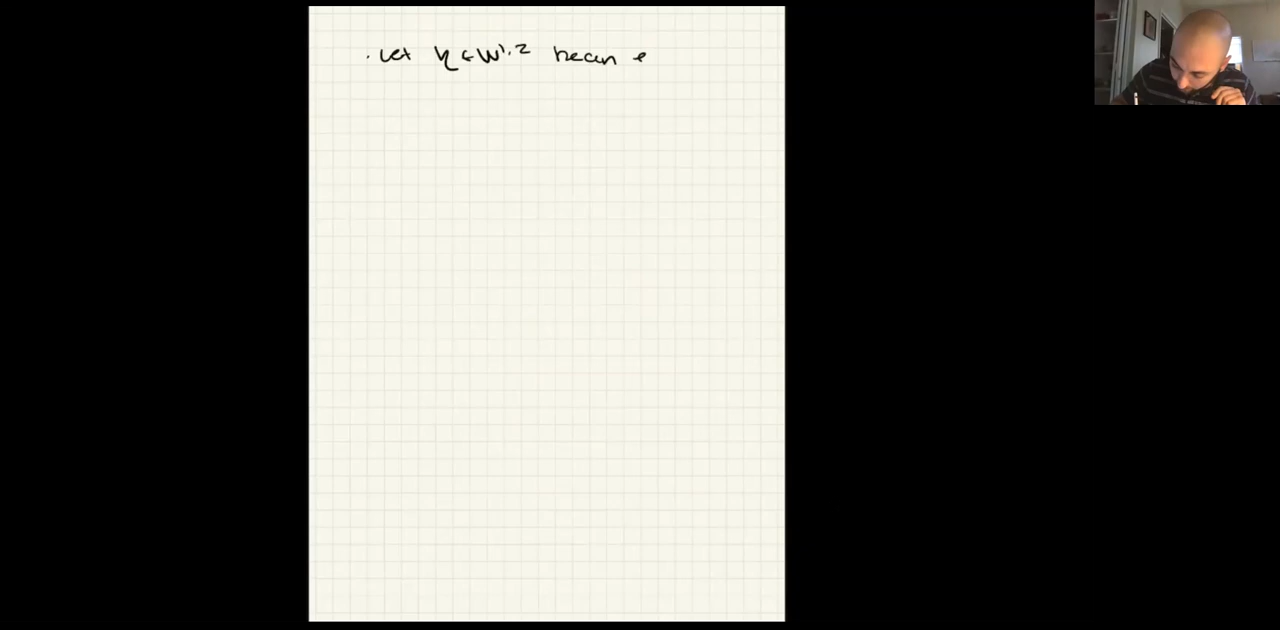 · Let η ∈ W^{1,2} be an e